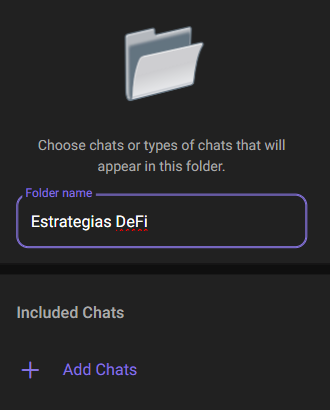 Choose chats or types of chats that will
appear in this folder.
Folder name
Estrategias DeFi
Included Chats
Add Chats